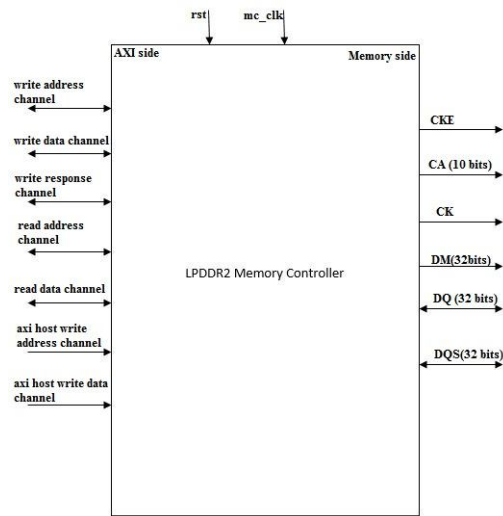 rst
mc_clk
AXI side
Memory side
write address
channel
write data channel
write response
channel
read address
channel
read data channel
axi host write
address channel
axi host write data
channel
LPDDR2 Memory Controller
CKE
CA (10 bits)
CK
DM(32bits)
DQ (32 bits)
DQS(32 bits)